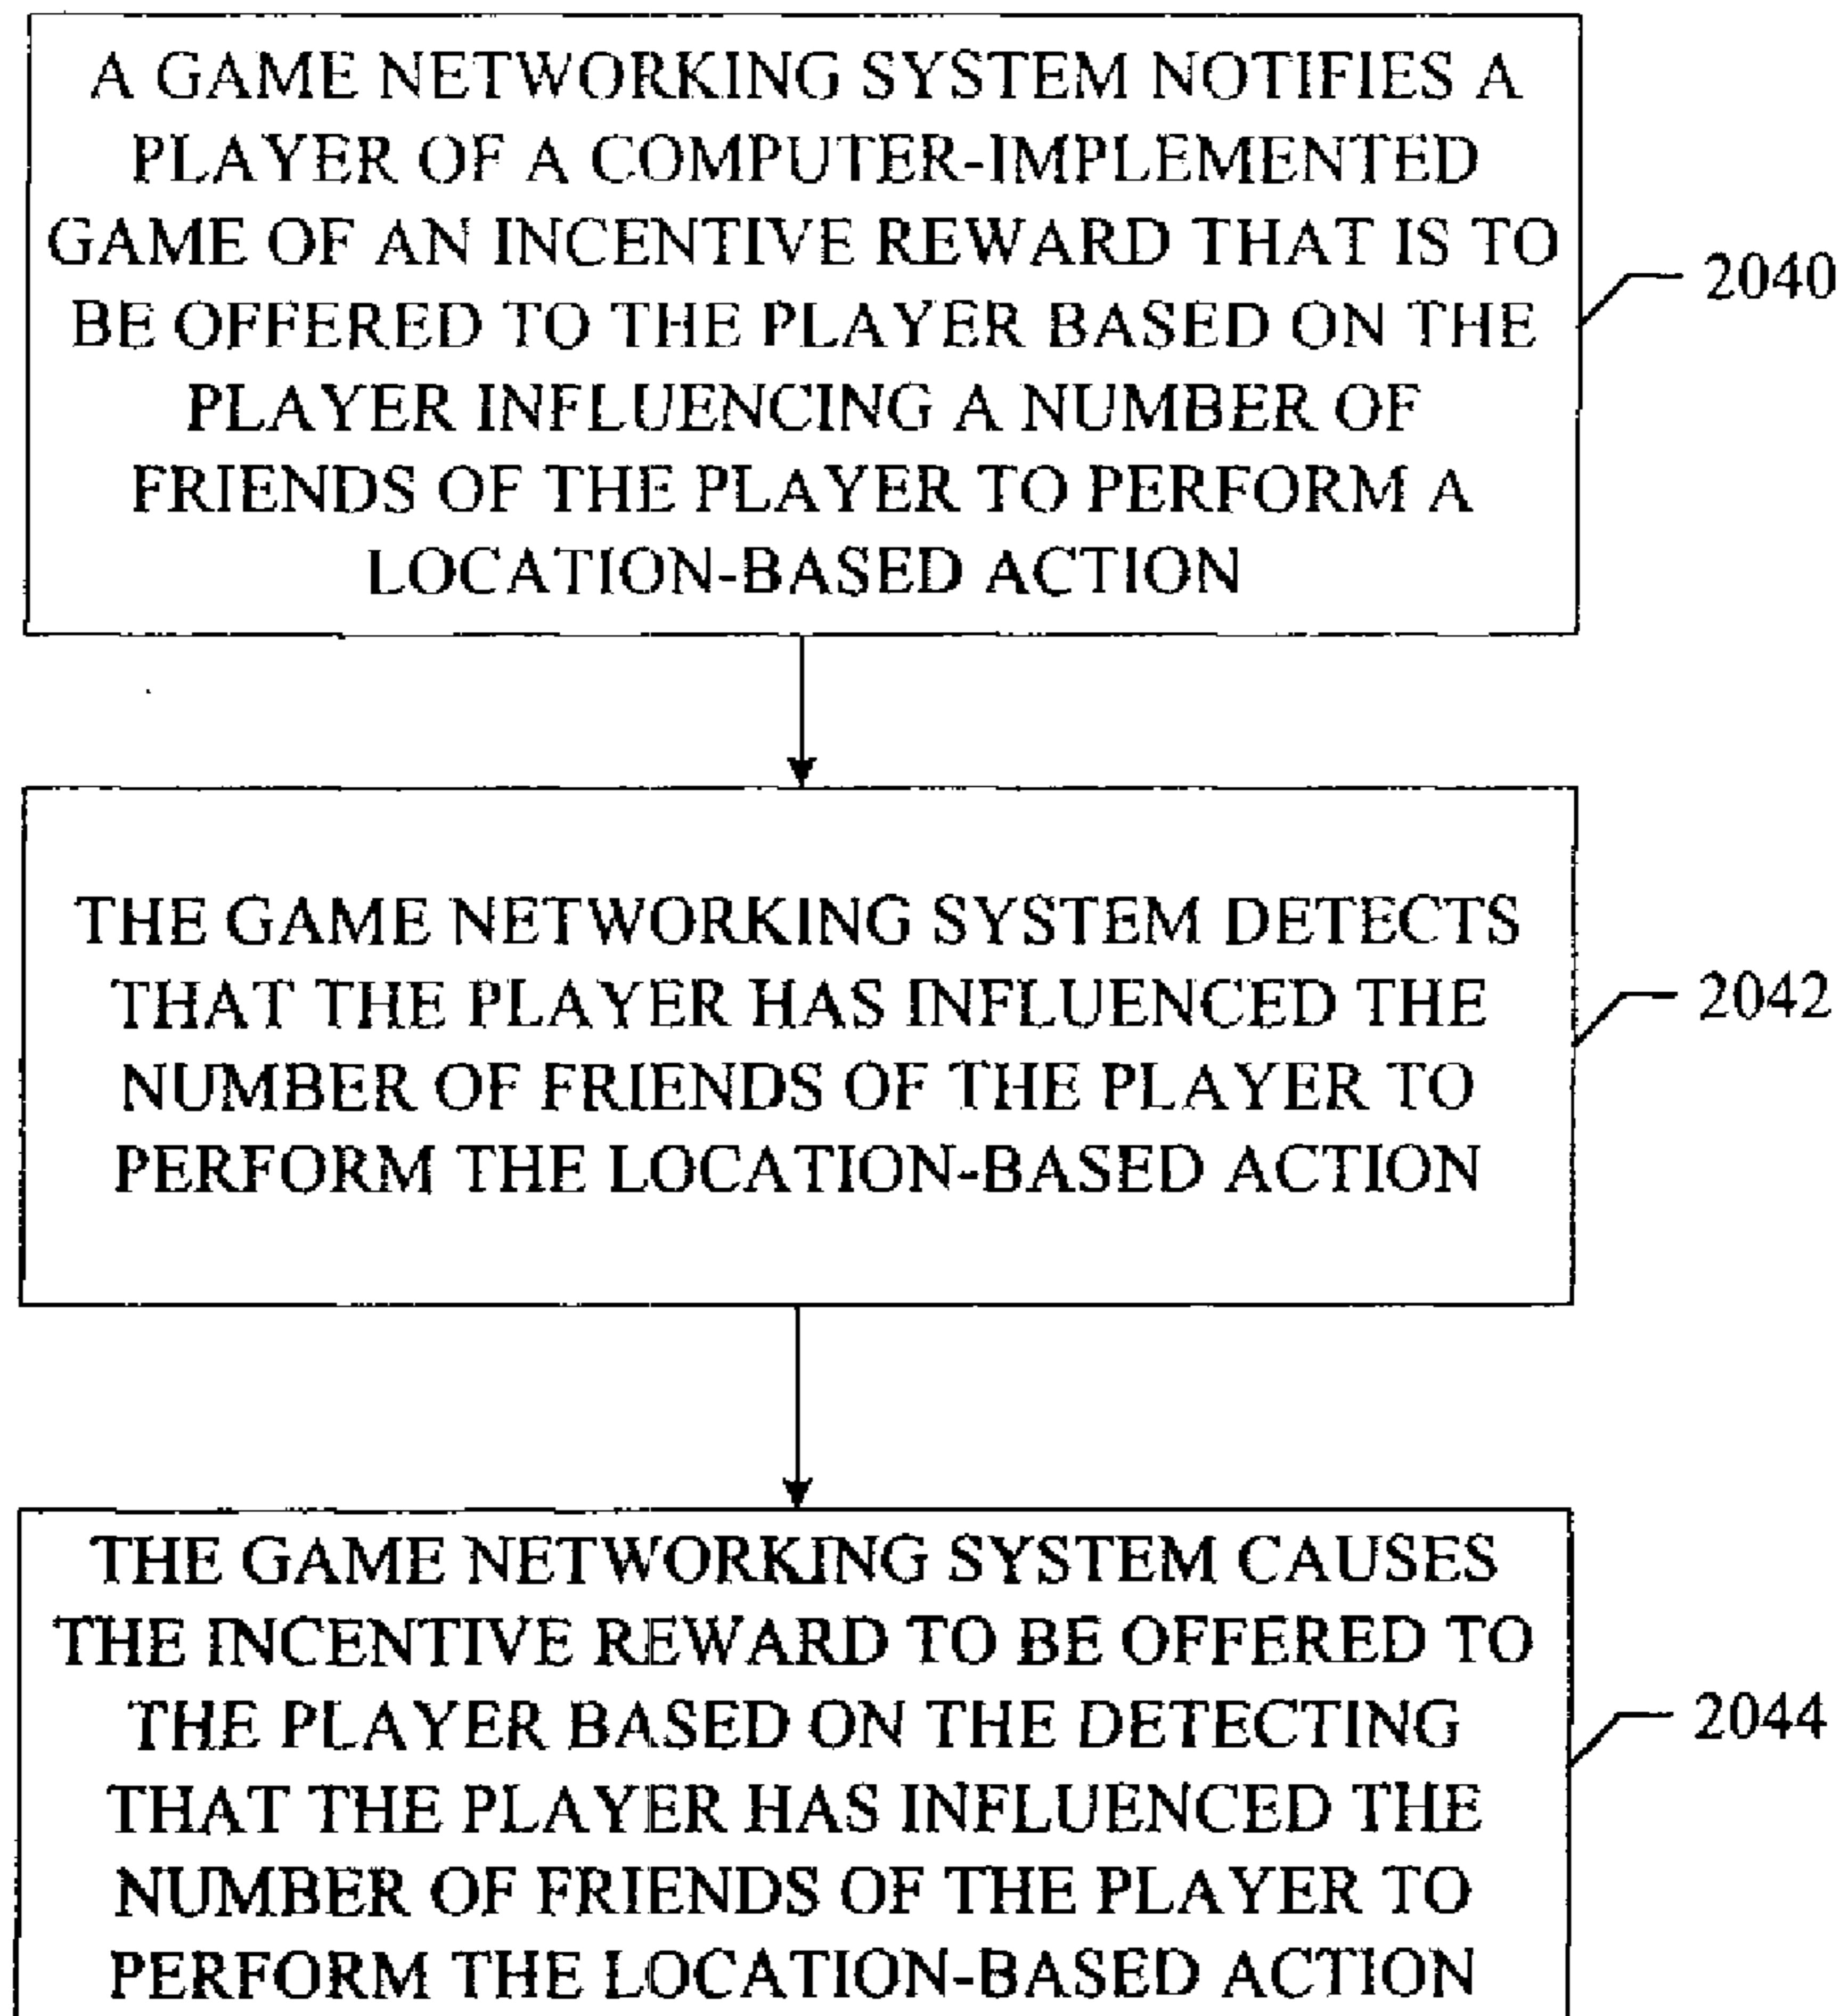 A GAME NETWORKING SYSTEM NOTIFIES A
PLAYER OF A COMPUTER-IMPLEMENTED
GAME OF AN INCENTIVE REWARD THAT IS TO
BE OFFERED TO THE PLAYER BASED ON THE
PLAYER INFLUENCING A NUMBER OF
FRIENDS OF THE PLAYER TO PERFORM A
LOCATION-BASED ACTION
2040
THE GAME NETWORKING SYSTEM DETECTS
THAT THE PLAYER HAS INFLUENCED THE
NUMBER OF FRIENDS OF THE PLAYER TO
PERFORM THE LOCATION-BASED ACTION
2042
THE GAME NETWORKING SYSTEM CAUSES
THE INCENTIVE REWARD TO BE OFFERED TO
THE PLAYER BASED ON THE DETECTING
THAT THE PLAYER HAS INFLUENCED THE
NUMBER OF FRIENDS OF THE PLAYER TO
PERFORM THE LOCATION-BASED ACTION
2044